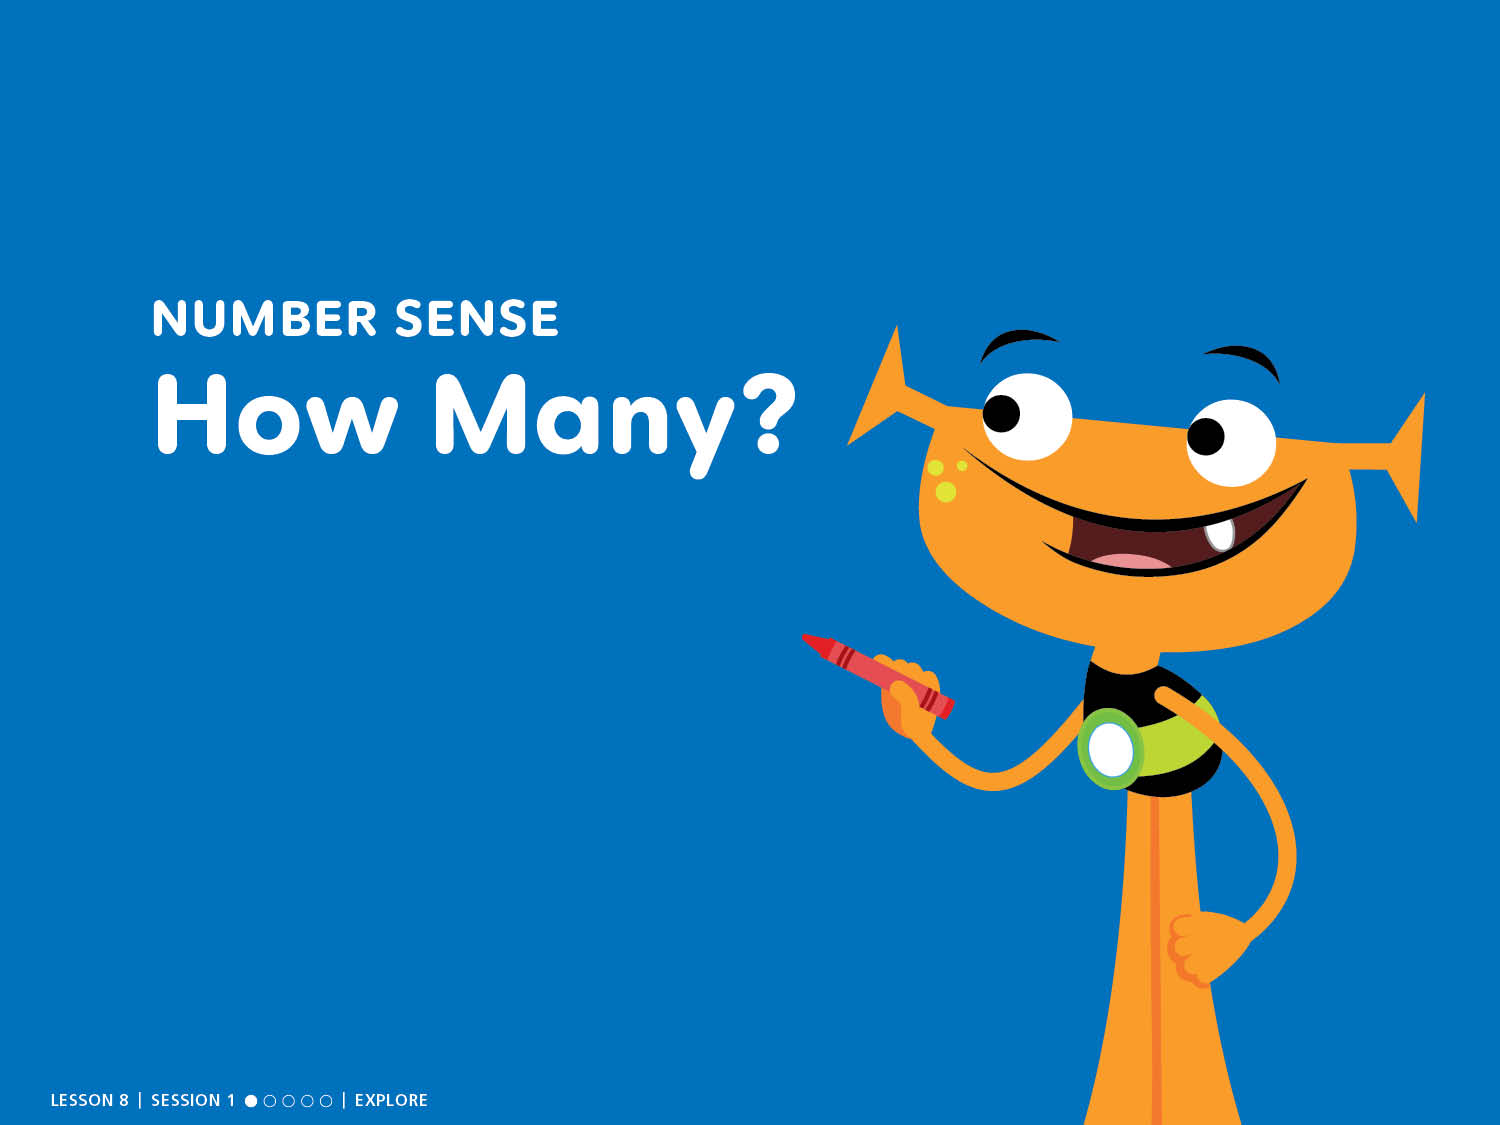 NUMBER SENSE
How Many?
LESSON 8 | SESSION 1 ●○○○○ | EXPLORE